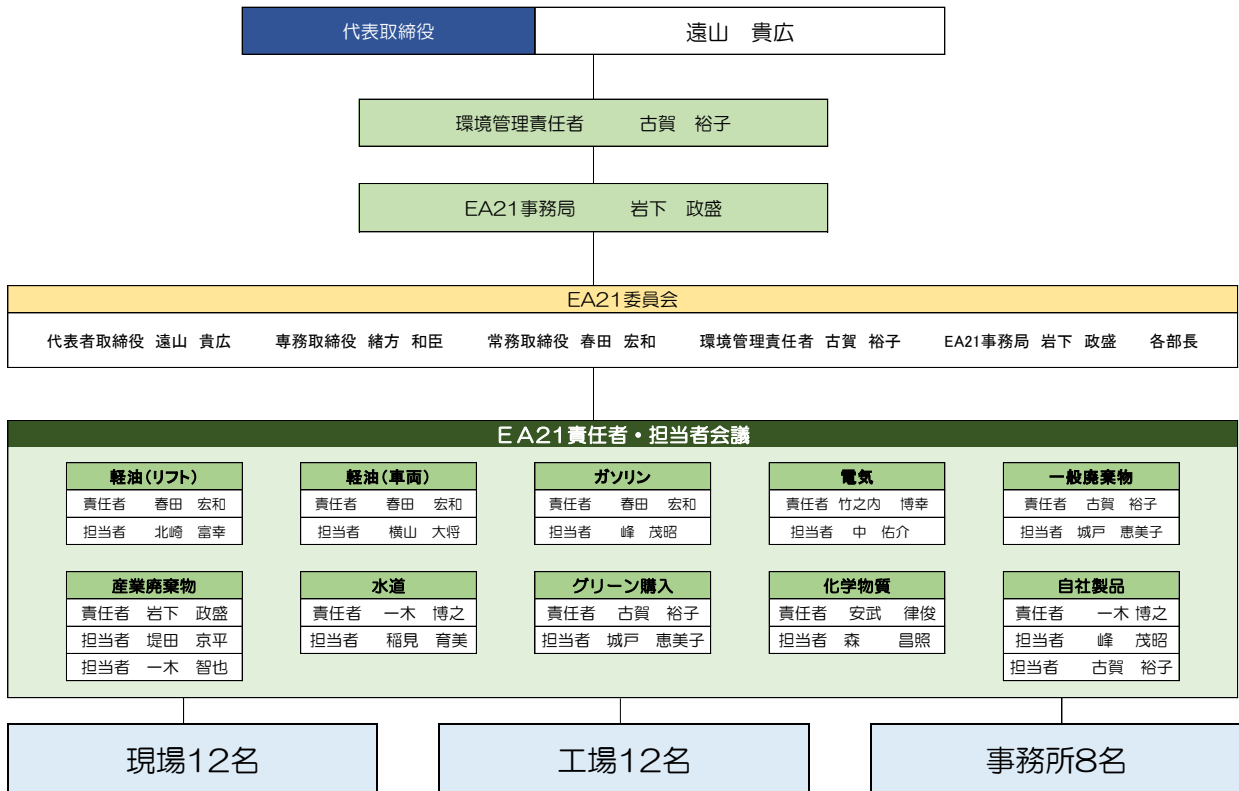 代表取締役 遠山 貴広
環境管理責任者 古賀 裕子
EA21事務局 岩下 政盛
EA21委員会
代表者取締役 遠山 貴広 専務取締役 緒方 和臣 常務取締役 春田 宏和 環境管理責任者 古賀 裕子 EA21事務局 岩下 政盛 各部長
EA21責任者・担当者会議
軽油(リフト)
責任者 春田 宏和
担当者 北崎 富幸
軽油(車両)
責任者 春田 宏和
担当者 横山 大将
ガソリン
責任者 春田 宏和
担当者 峰 茂昭
電気
責任者 竹之内 博幸
担当者 中 佑介
一般廃棄物
責任者 古賀 裕子
担当者 城戸 恵美子
産業廃棄物
責任者 岩下 政盛
担当者 堤田 京平
担当者 一木 智也
水道
責任者 一木 博之
担当者 稲見 育美
グリーン購入
責任者 古賀 裕子
担当者 城戸 恵美子
化学物質
責任者 安武 律俊
担当者 森 昌照
自社製品
責任者 一木 博之
担当者 峰 茂昭
担当者 古賀 裕子
現場12名
工場12名
事務所8名